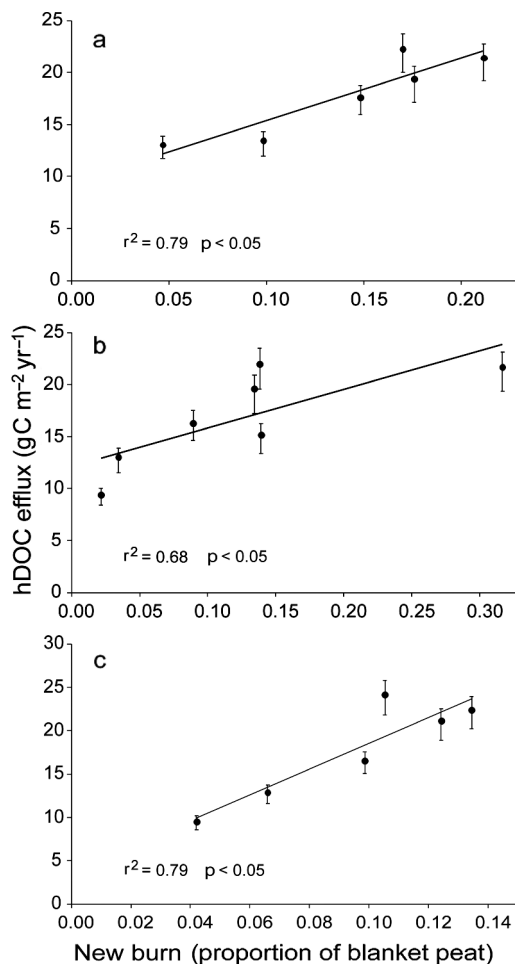 a
25
20
15
10
5
0
r² = 0.79 p < 0.05
0.00 0.05 0.10 0.15 0.20
b
25
20
15
10
5
0
r² = 0.68 p < 0.05
0.00 0.05 0.10 0.15 0.20 0.25 0.30
hDOC efflux (gC m⁻² yr⁻¹)
c
30
25
20
15
10
5
0
r² = 0.79 p < 0.05
0.00 0.02 0.04 0.06 0.08 0.10 0.12 0.14
New burn (proportion of blanket peat)